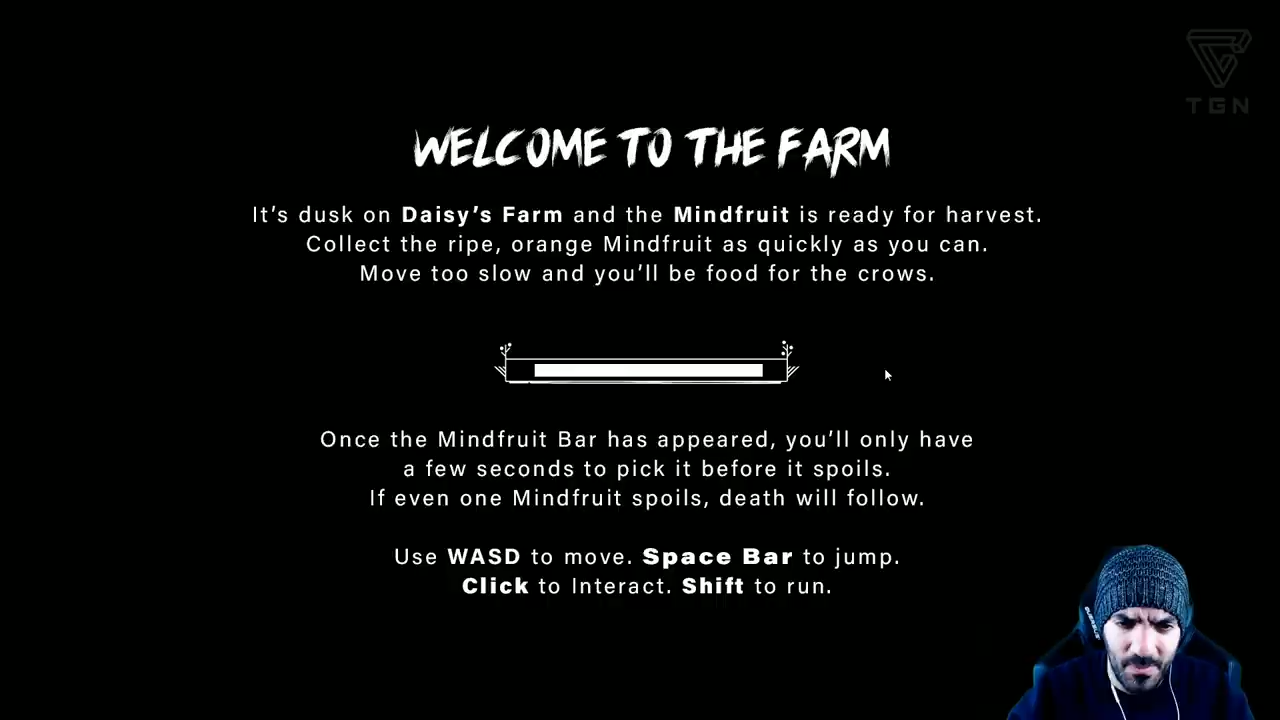 TGN
WELCOME TO THE FARM
It's dusk on Daisy's Farm and the Mindfruit is ready for harvest.
Collect the ripe, orange Mindfruit as quickly as you can.
Move too slow and you'll be food for the crows.
Once the Mindfruit Bar has appeared, you'll only have
a few seconds to pick it before it spoils.
If even one Mindfruit spoils, death will follow.
Use WASD to move. Space Bar to jump.
Click to Interact. Shift to run.